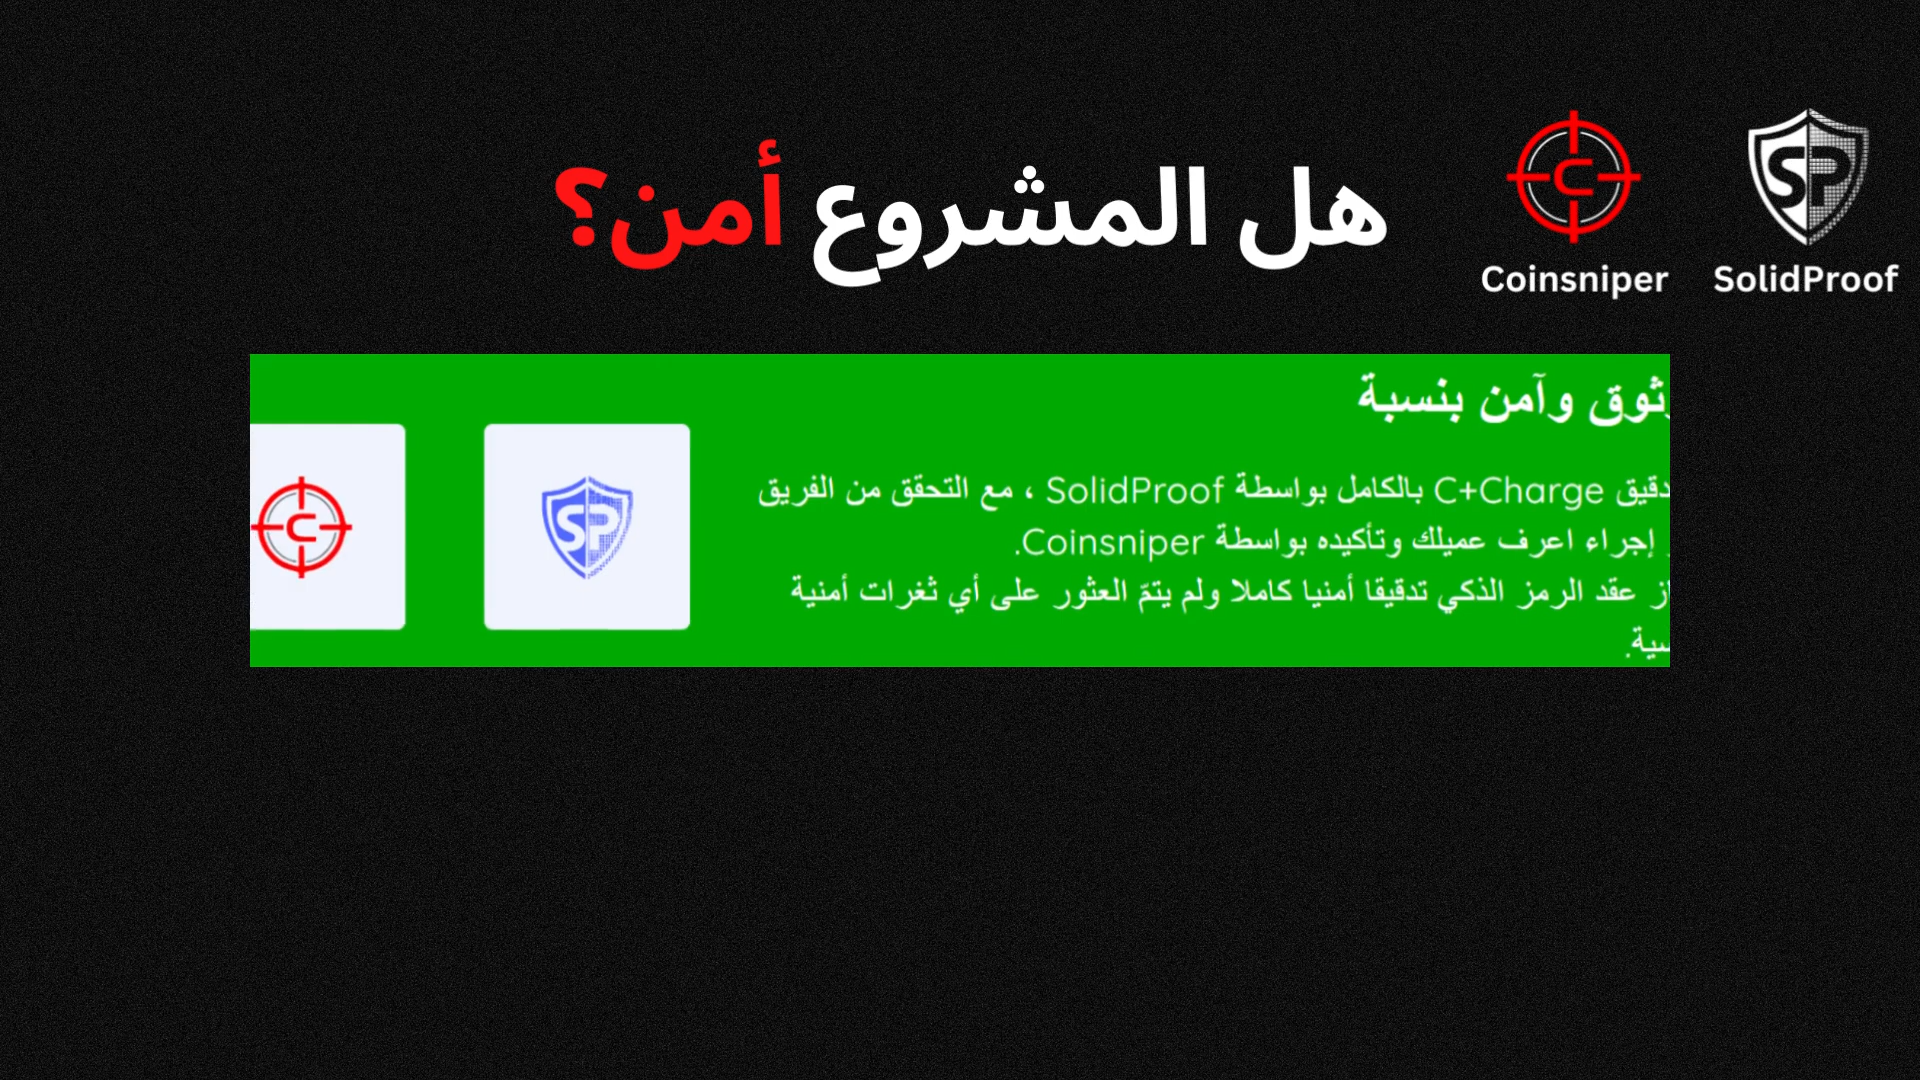 هل المشروع أمن؟
Coinsniper
SolidProof
وآمن بنسبة
C+Charge بالكامل بواسطة SolidProof ، مع التحقق من الفريق
إجراء اعرف عميلك وتأكيده بواسطة Coinsniper.
عقد الرمز الذكي تدقيقا أمنيا كاملا ولم يتمّ العثور على أي ثغرات أمنية